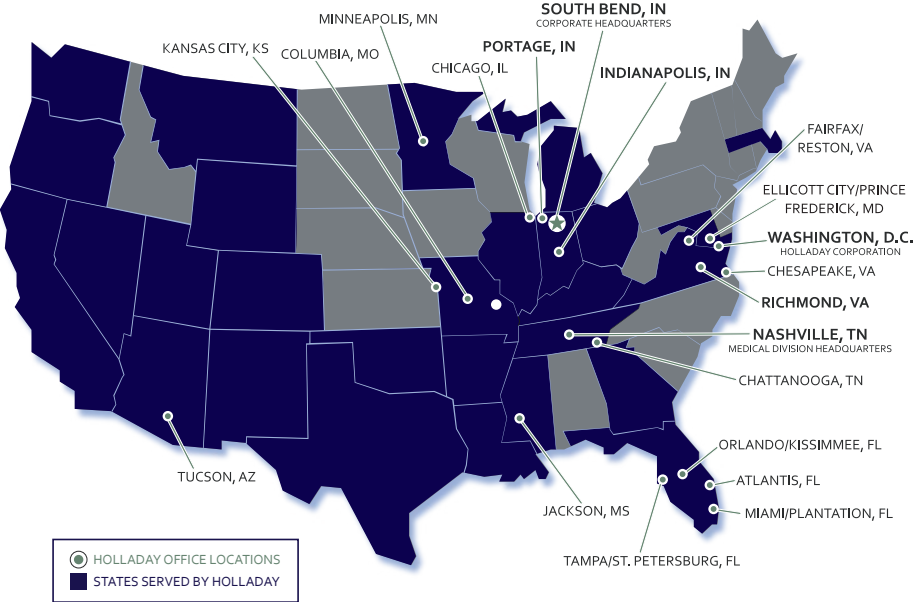 SOUTH BEND, IN
CORPORATE HEADQUARTERS
MINNEAPOLIS, MN
KANSAS CITY, KS
COLUMBIA, MO
PORTAGE, IN
CHICAGO, IL
INDIANAPOLIS, IN
FAIRFAX/
RESTON, VA
ELLICOTT CITY/PRINCE
FREDERICK, MD
WASHINGTON, D.C.
HOLLADAY CORPORATION
CHESAPEAKE, VA
RICHMOND, VA
NASHVILLE, TN
MEDICAL DIVISION HEADQUARTERS
CHATTANOOGA, TN
ORLANDO/KISSIMMEE, FL
TUCSON, AZ
ATLANTIS, FL
JACKSON, MS
MIAMI/PLANTATION, FL
TAMPA/ST. PETERSBURG, FL
HOLLADAY OFFICE LOCATIONS
STATES SERVED BY HOLLADAY